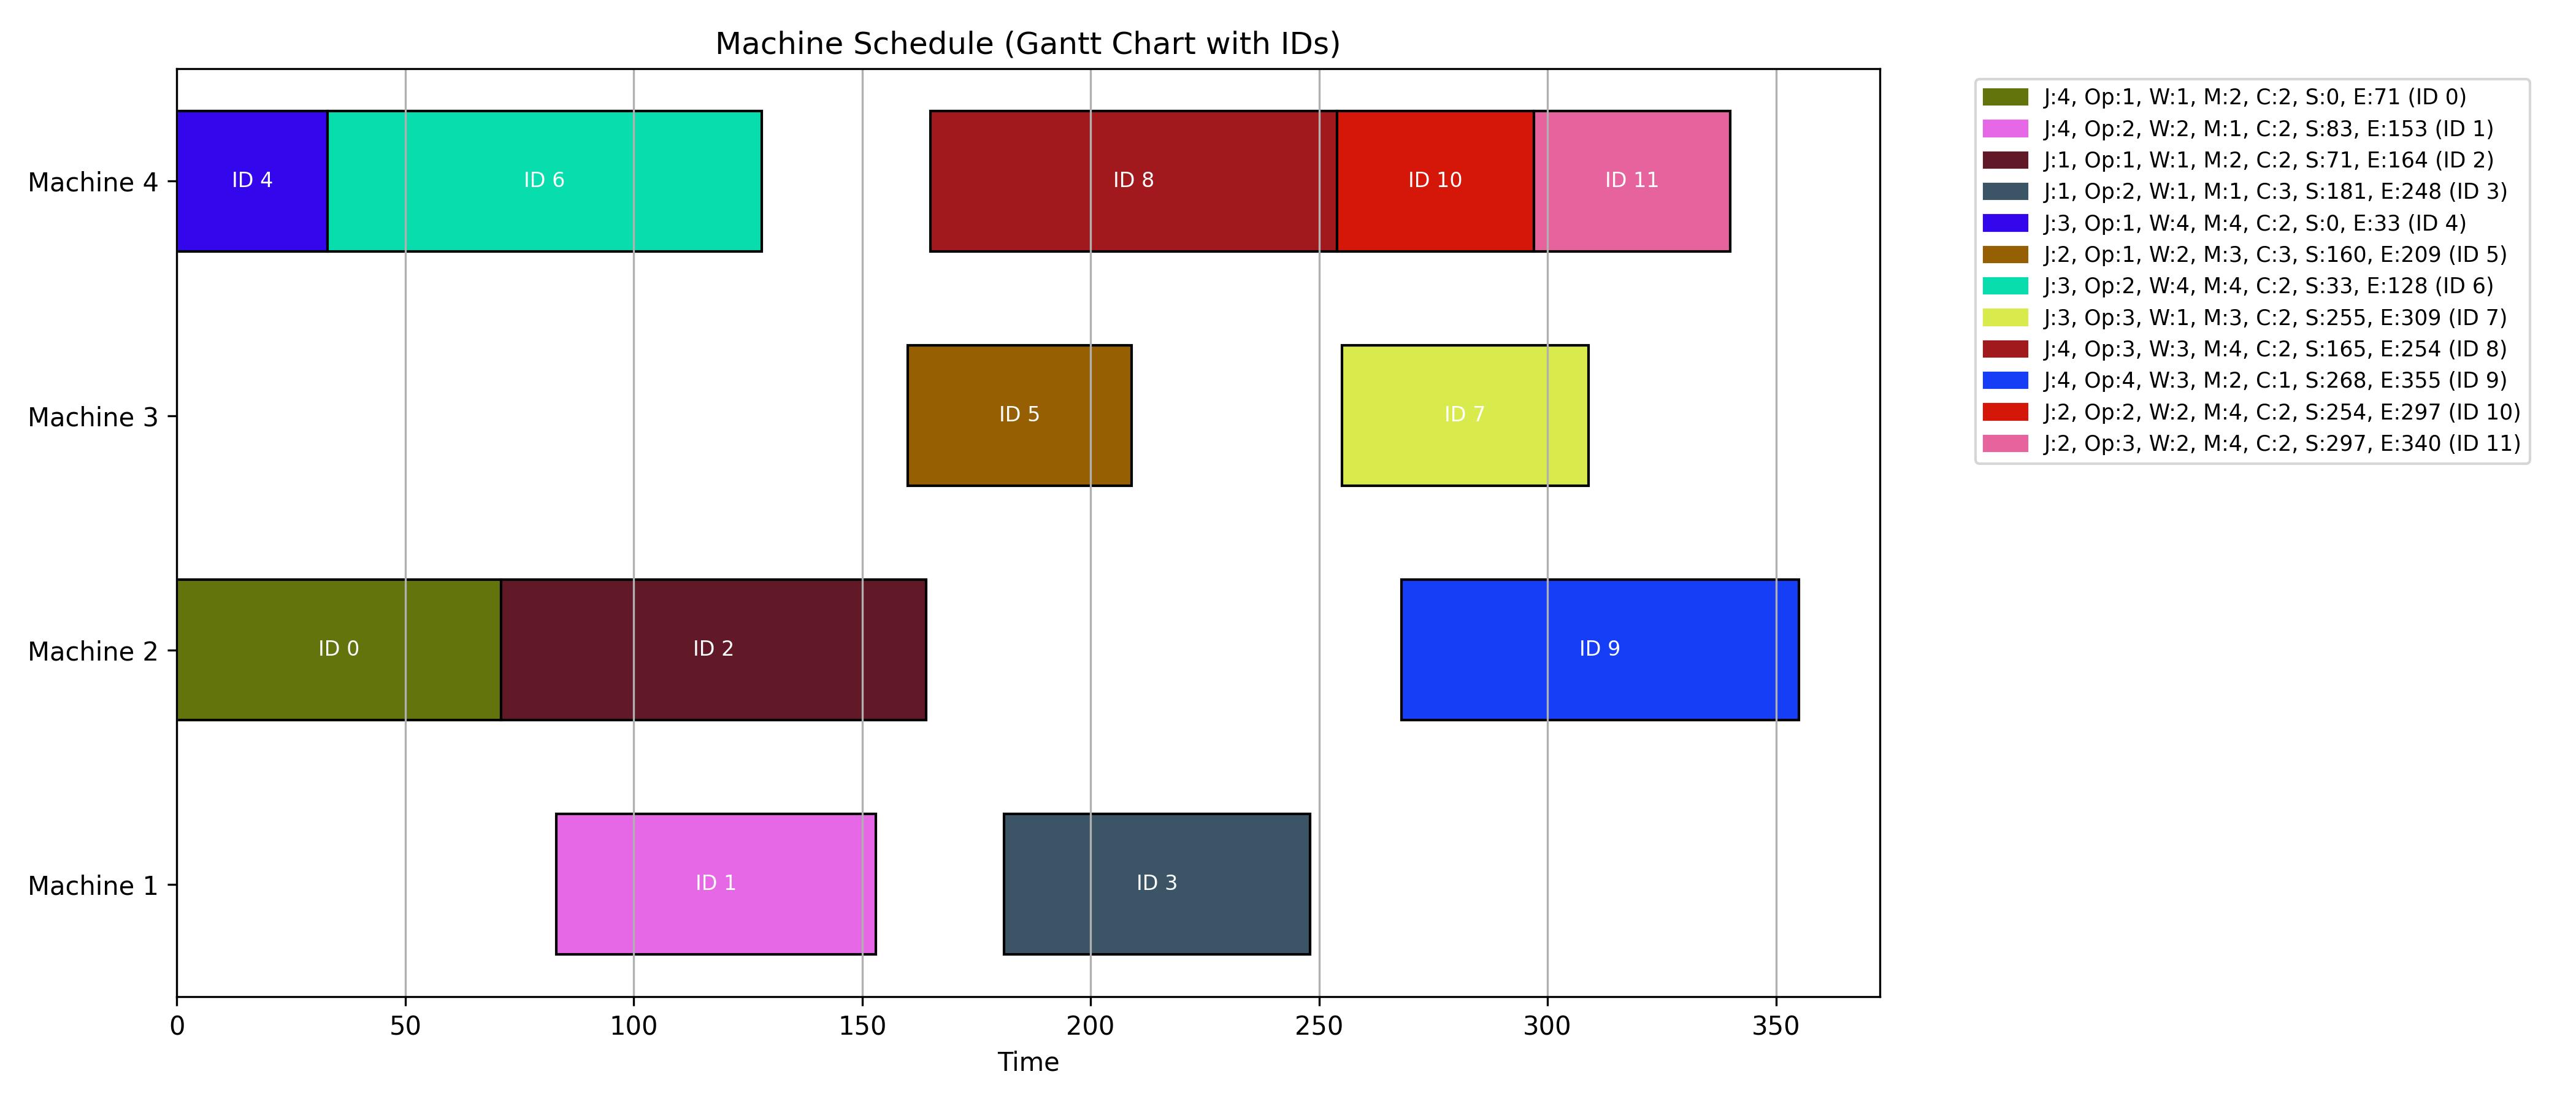 Machine Schedule (Gantt Chart with IDs)
Machine 4
ID 4
ID 6
ID 8
ID 10
ID 11
Machine 3
ID 5
ID 7
Machine 2
ID 0
ID 2
ID 9
Machine 1
ID 1
ID 3
0 50 100 150 200 250 300 350
Time
J:4, Op:1, W:1, M:2, C:2, S:0, E:71 (ID 0)
J:4, Op:2, W:2, M:1, C:2, S:83, E:153 (ID 1)
J:1, Op:1, W:1, M:2, C:2, S:71, E:164 (ID 2)
J:1, Op:2, W:1, M:1, C:3, S:181, E:248 (ID 3)
J:3, Op:1, W:4, M:4, C:2, S:0, E:33 (ID 4)
J:2, Op:1, W:2, M:3, C:3, S:160, E:209 (ID 5)
J:3, Op:2, W:4, M:4, C:2, S:33, E:128 (ID 6)
J:3, Op:3, W:1, M:3, C:2, S:255, E:309 (ID 7)
J:4, Op:3, W:3, M:4, C:2, S:165, E:254 (ID 8)
J:4, Op:4, W:3, M:2, C:1, S:268, E:355 (ID 9)
J:2, Op:2, W:2, M:4, C:2, S:254, E:297 (ID 10)
J:2, Op:3, W:2, M:4, C:2, S:297, E:340 (ID 11)